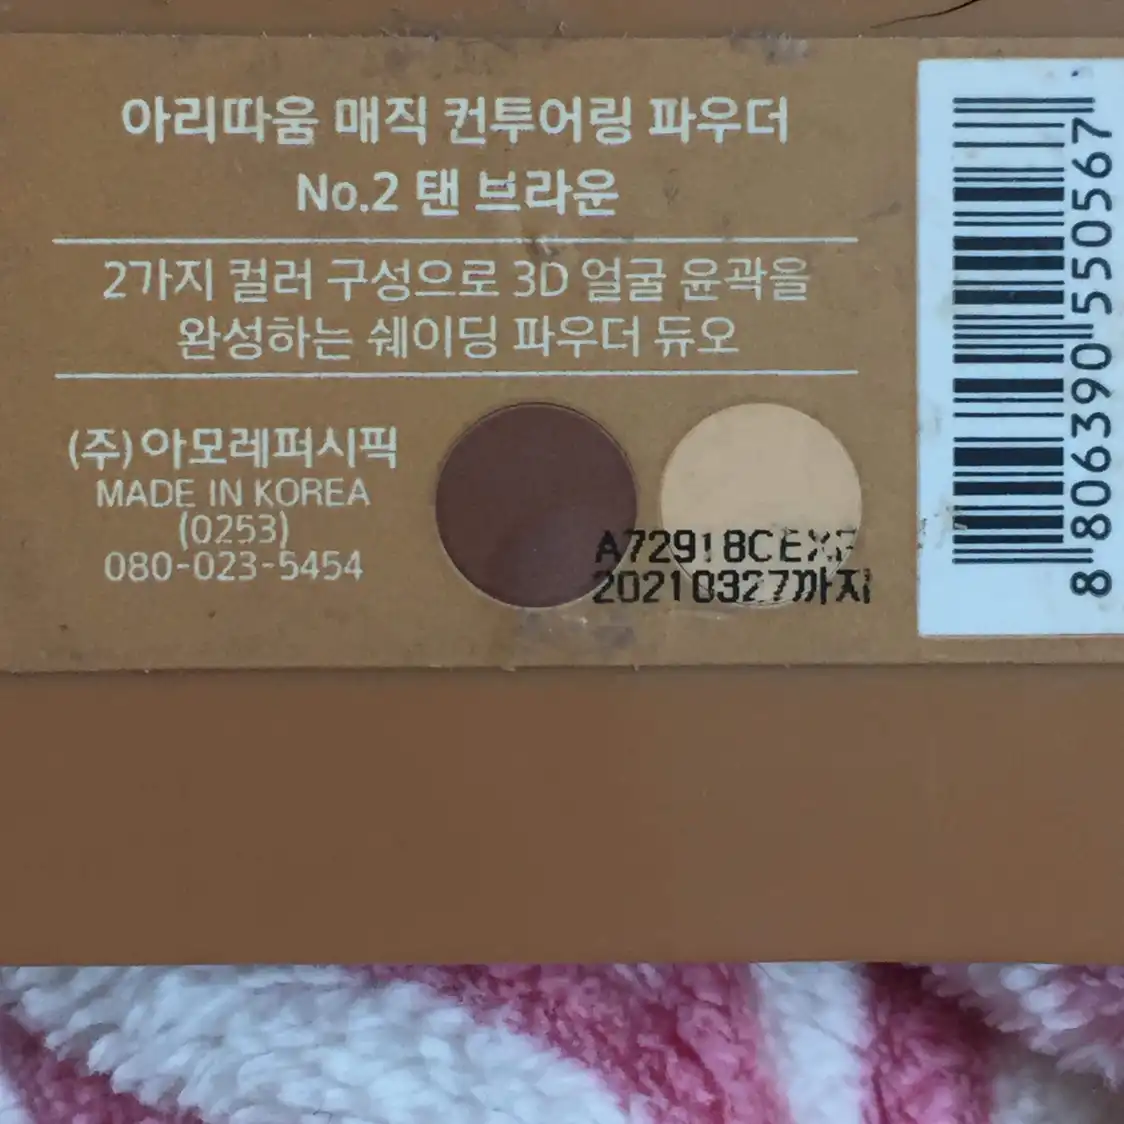 아리따움 매직 컨투어링 파우더
No.2 탠 브라운
2가지 컬러 구성으로 3D 얼굴 윤곽을
완성하는 쉐이딩 파우더 듀오
(주)아모레퍼시픽
MADE IN KOREA
(0253)
080-023-5454
A72918CEXP
20210327까지
8 806390 550567